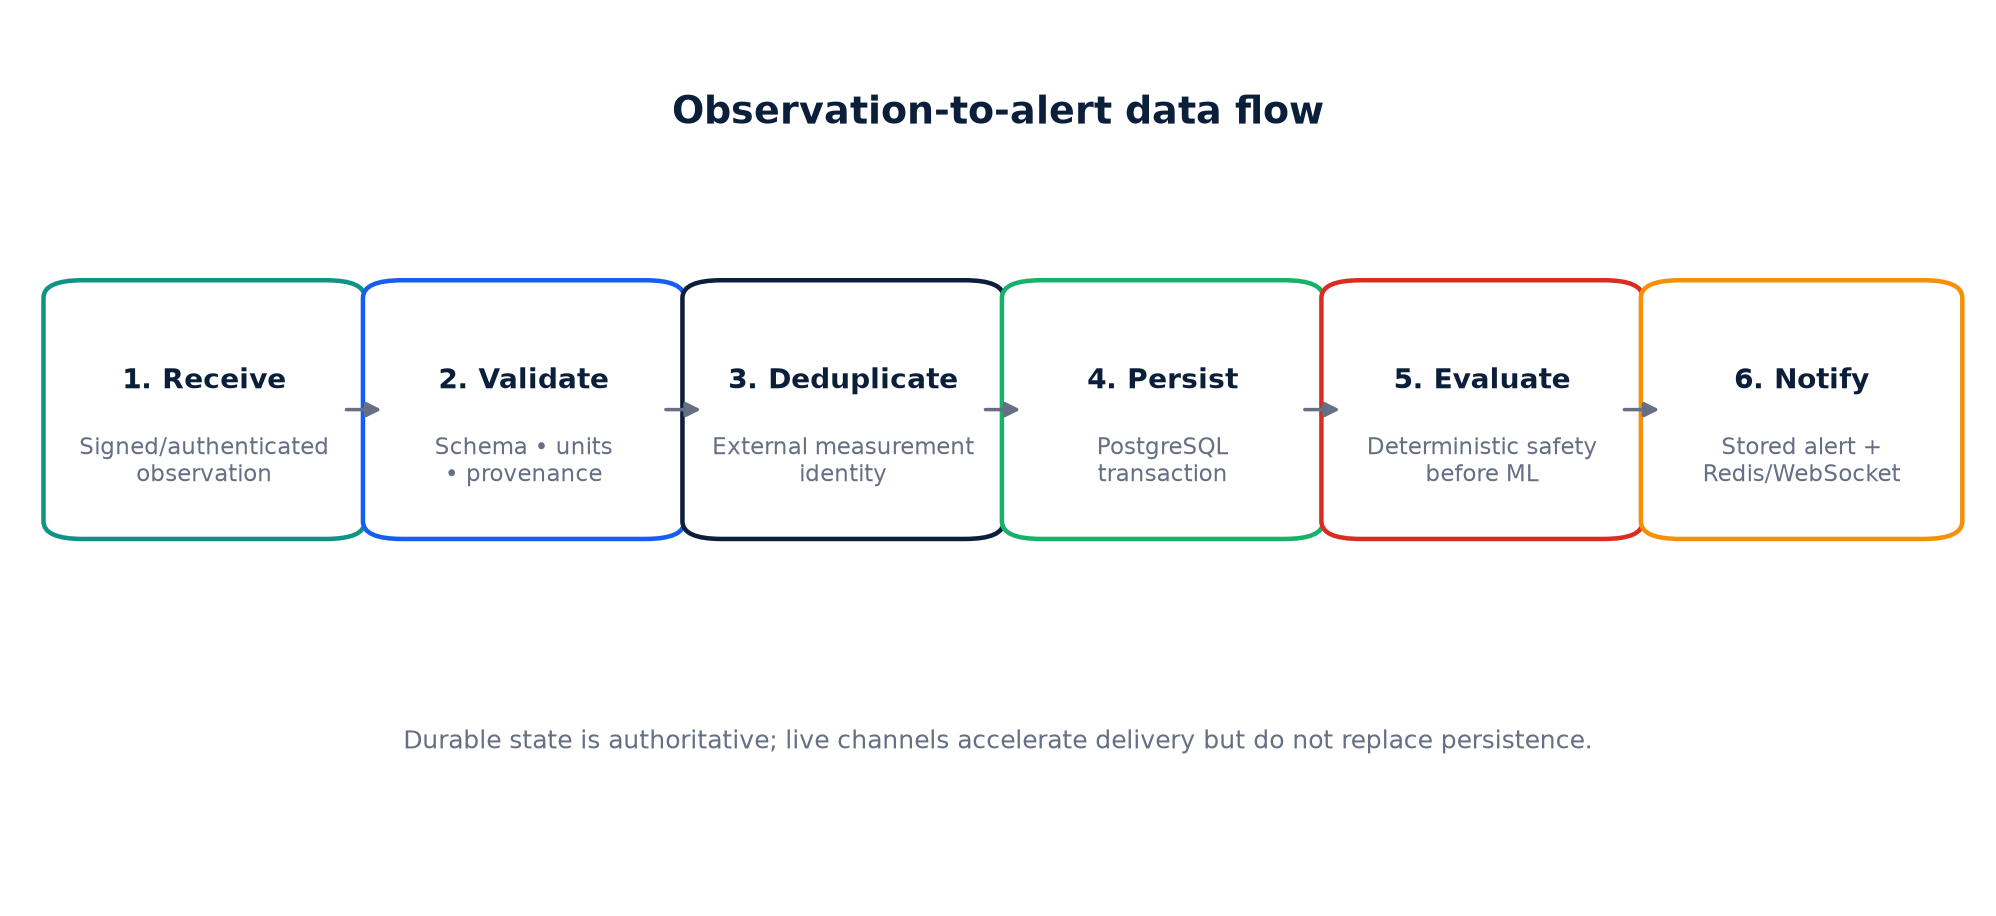 Observation-to-alert data flow
1. Receive
Signed/authenticated
observation
2. Validate
Schema • units
• provenance
3. Deduplicate
External measurement
identity
4. Persist
PostgreSQL
transaction
5. Evaluate
Deterministic safety
before ML
6. Notify
Stored alert +
Redis/WebSocket
Durable state is authoritative; live channels accelerate delivery but do not replace persistence.